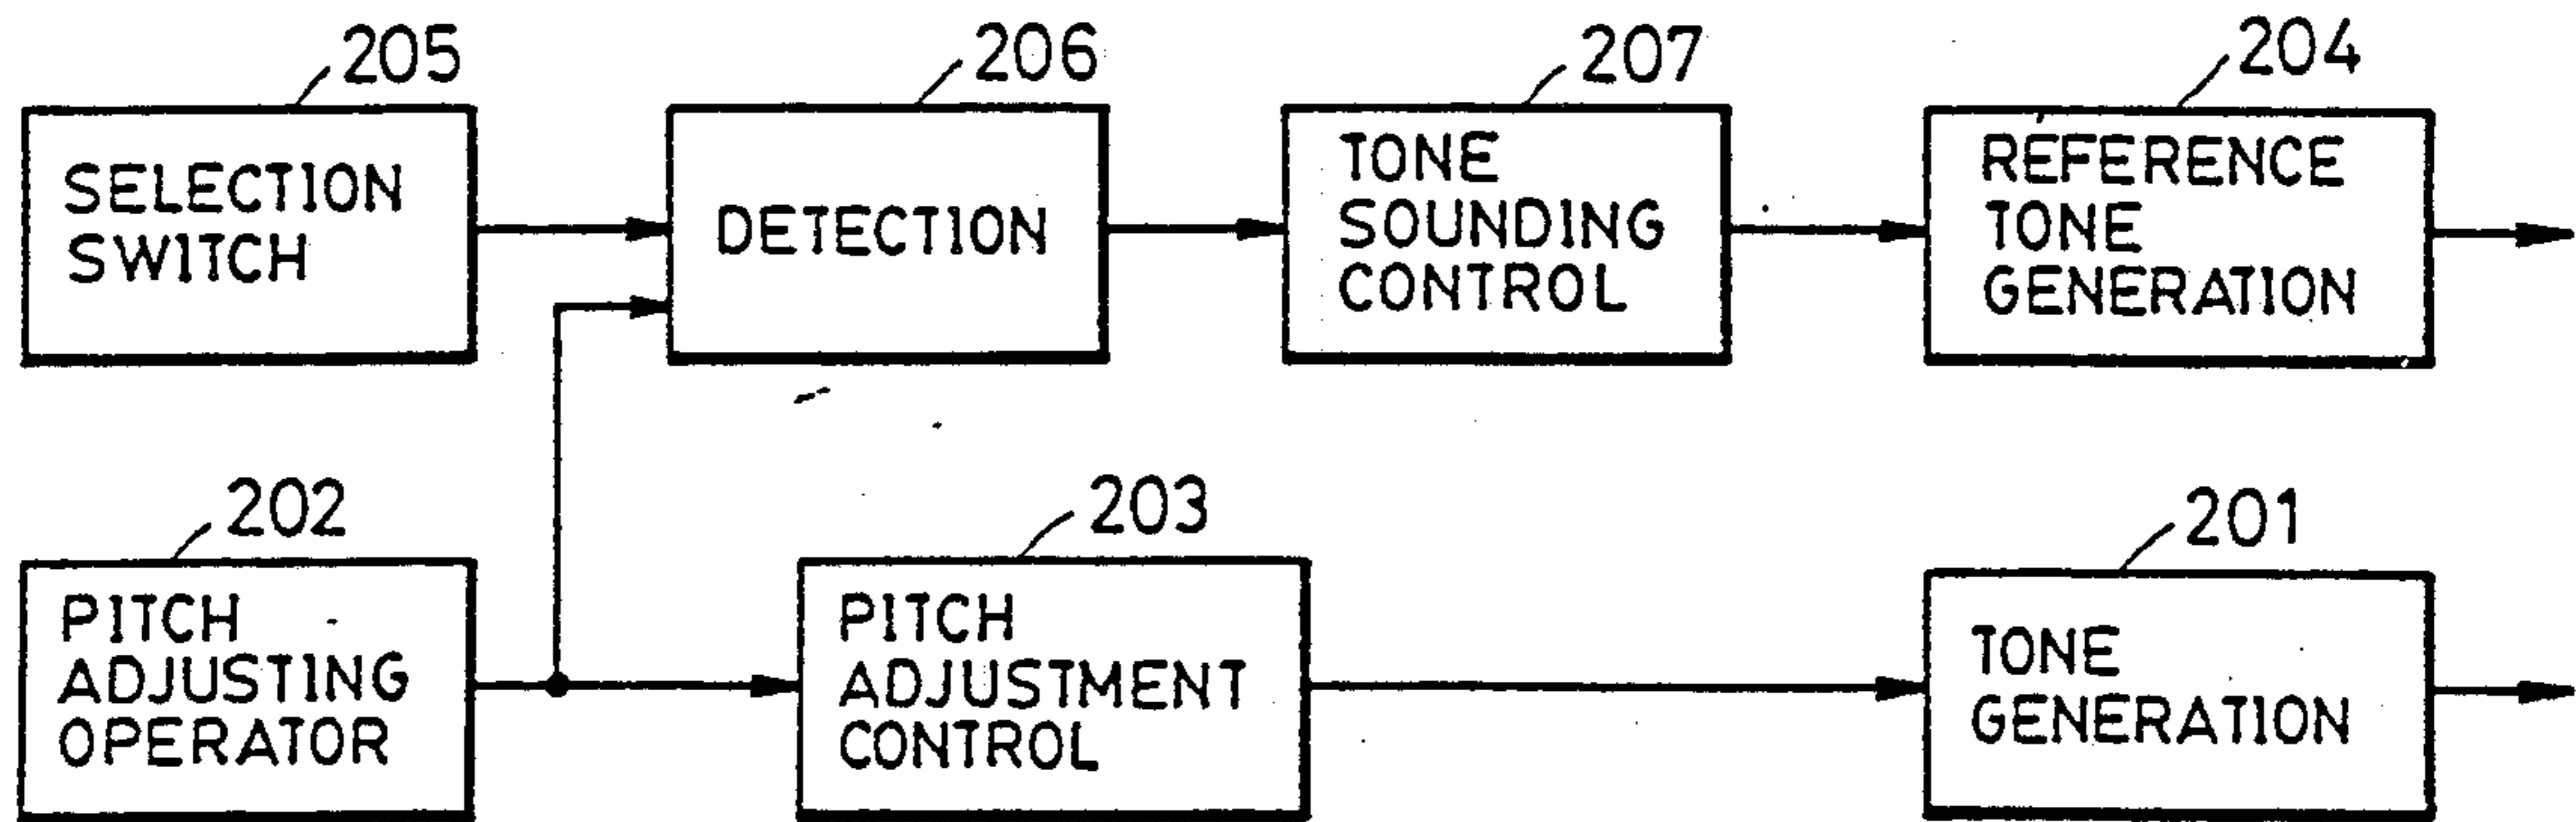 205
SELECTION
SWITCH
206
DETECTION
207
TONE
SOUNDING
CONTROL
204
REFERENCE
TONE
GENERATION
202
PITCH
ADJUSTING
OPERATOR
203
PITCH
ADJUSTMENT
CONTROL
201
TONE
GENERATION